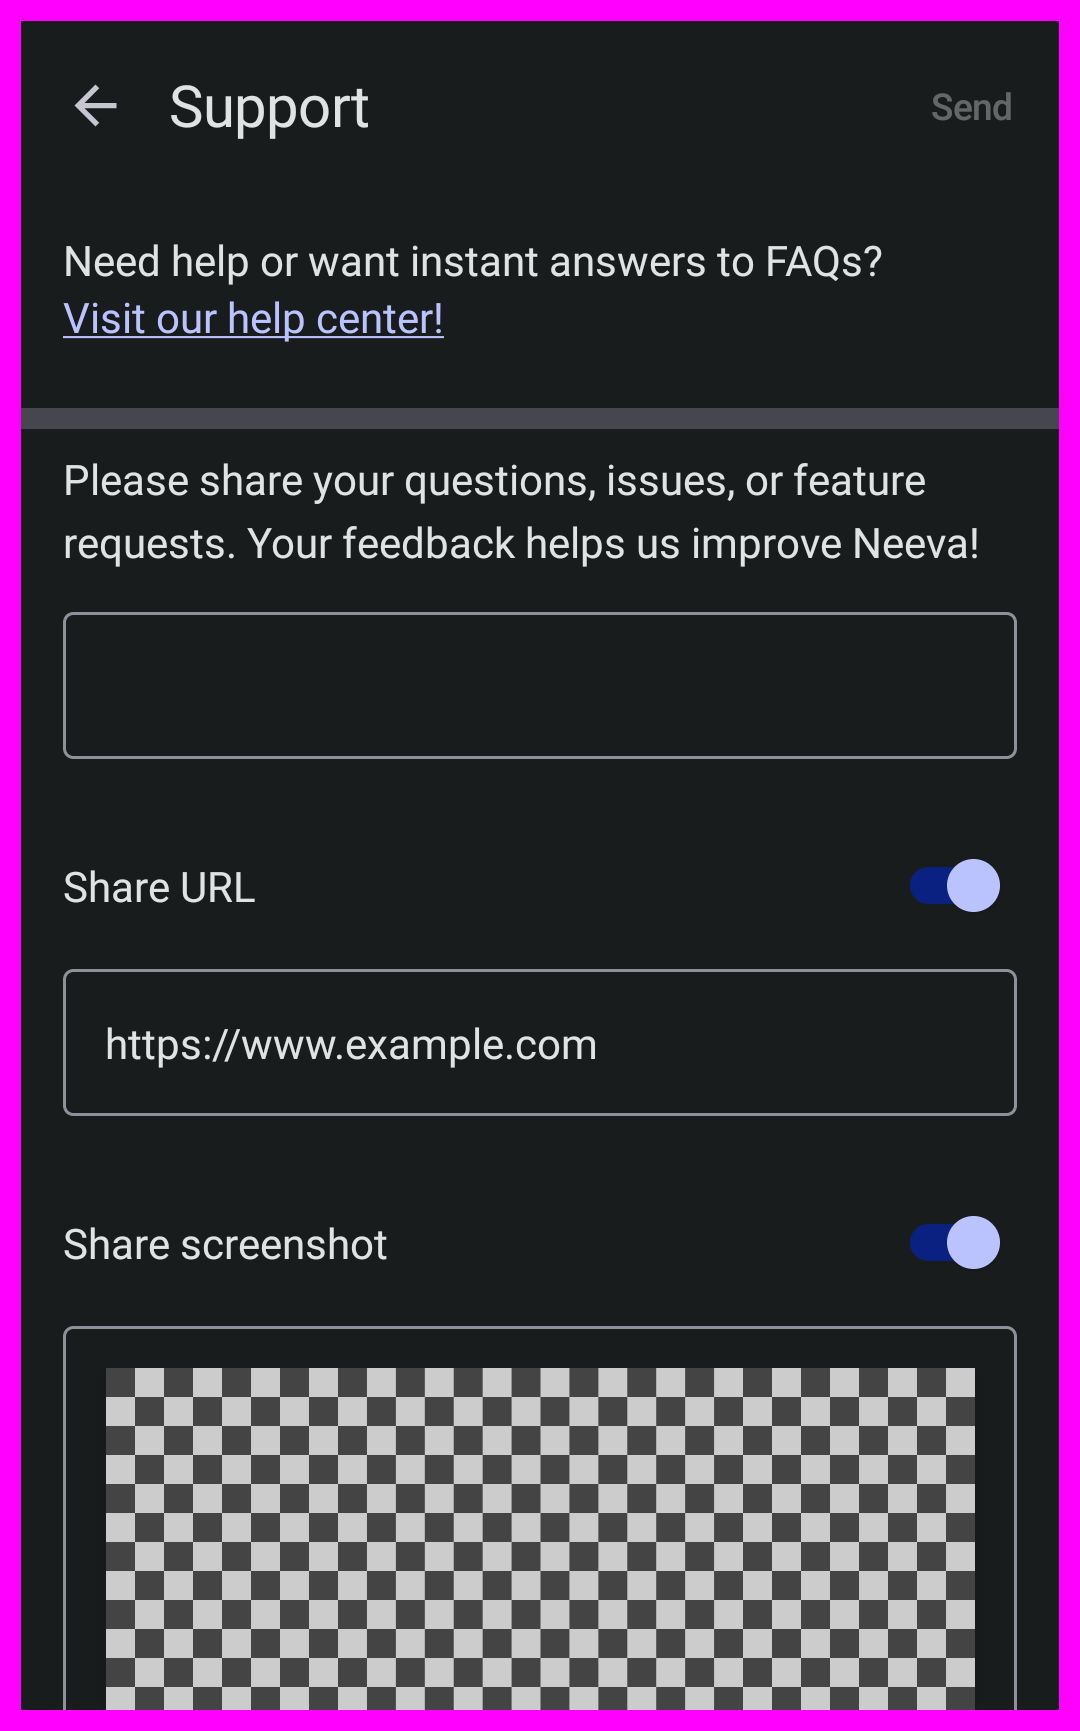 Support
Send
Need help or want instant answers to FAQs?
Visit our help center!
Please share your questions, issues, or feature
requests. Your feedback helps us improve Neeva!
Share URL
https://www.example.com
Share screenshot